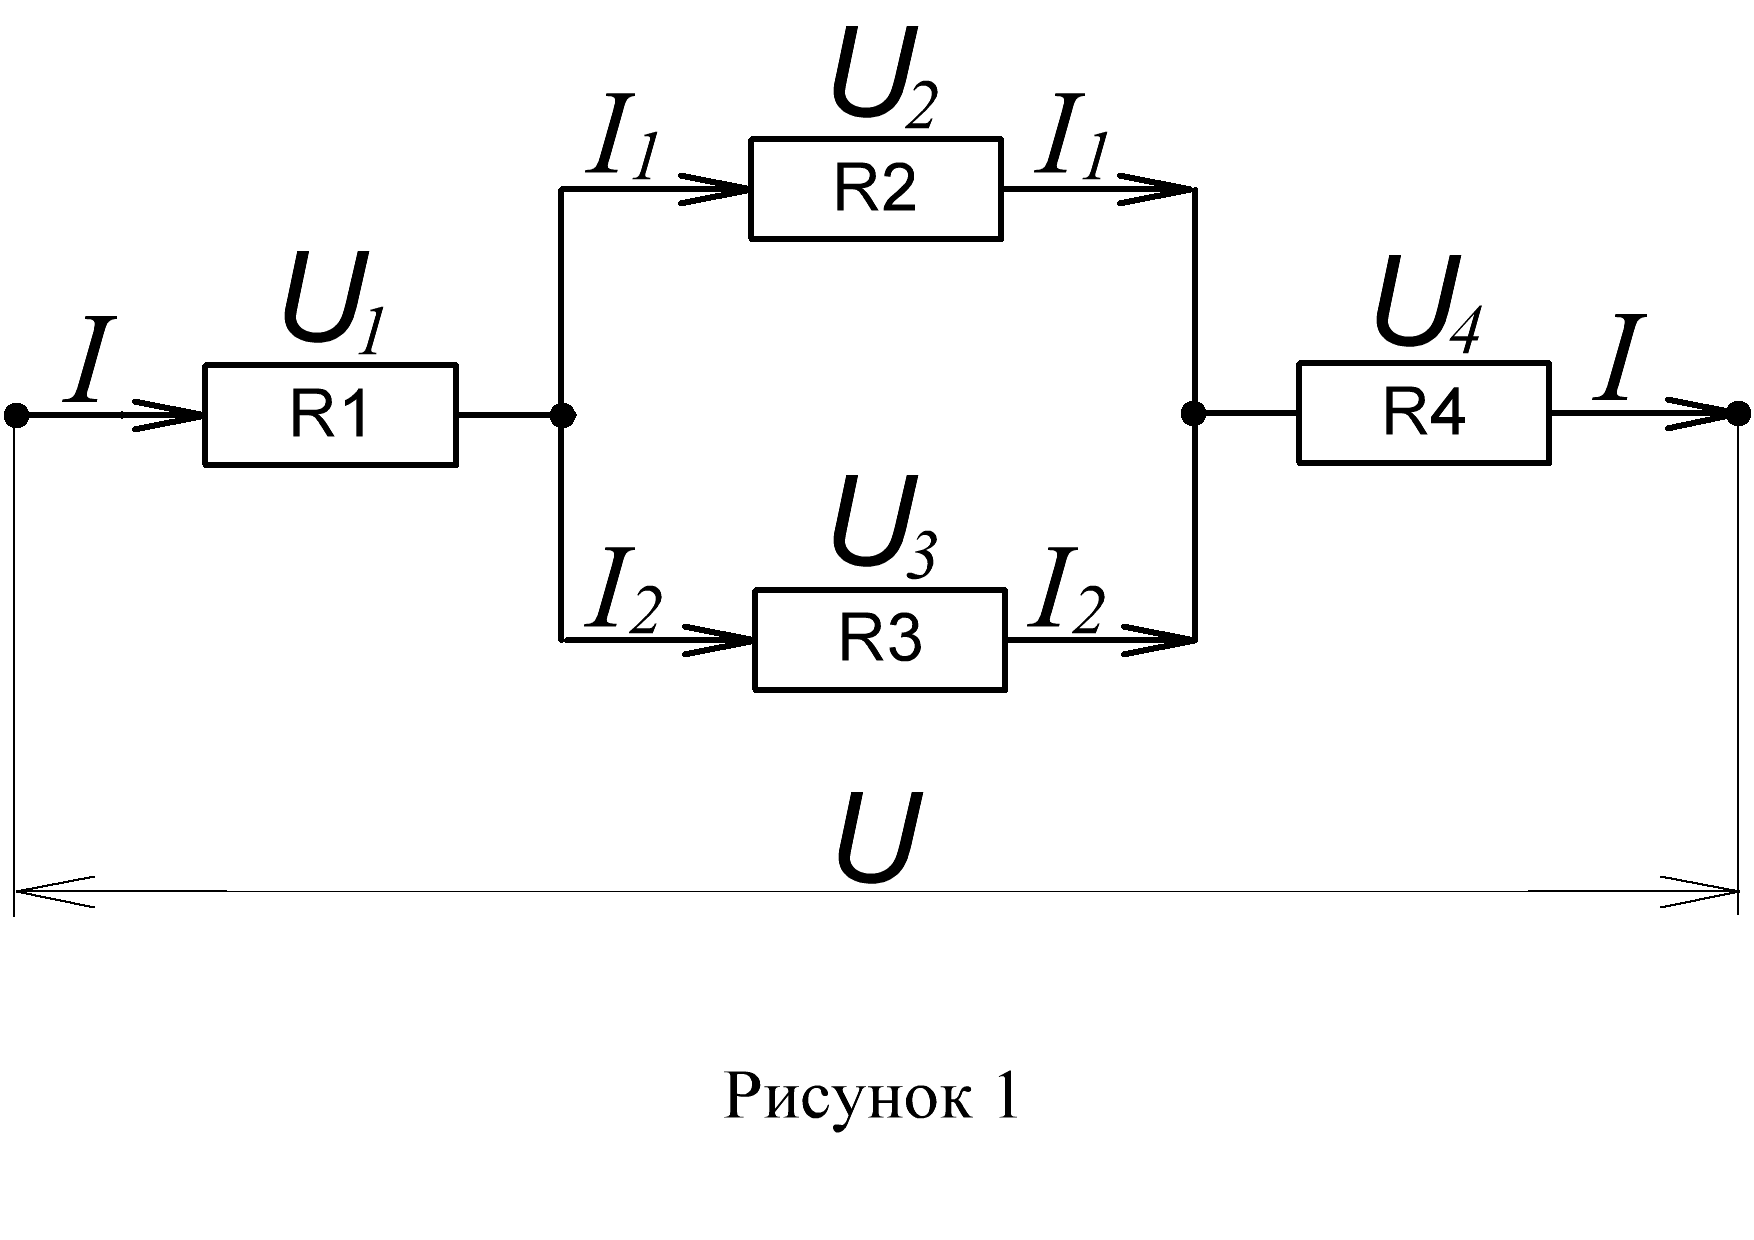 U2
I1 I1
R2
U1 U4
I I
R1 R4
U3
I2 I2
R3
U
Рисунок 1